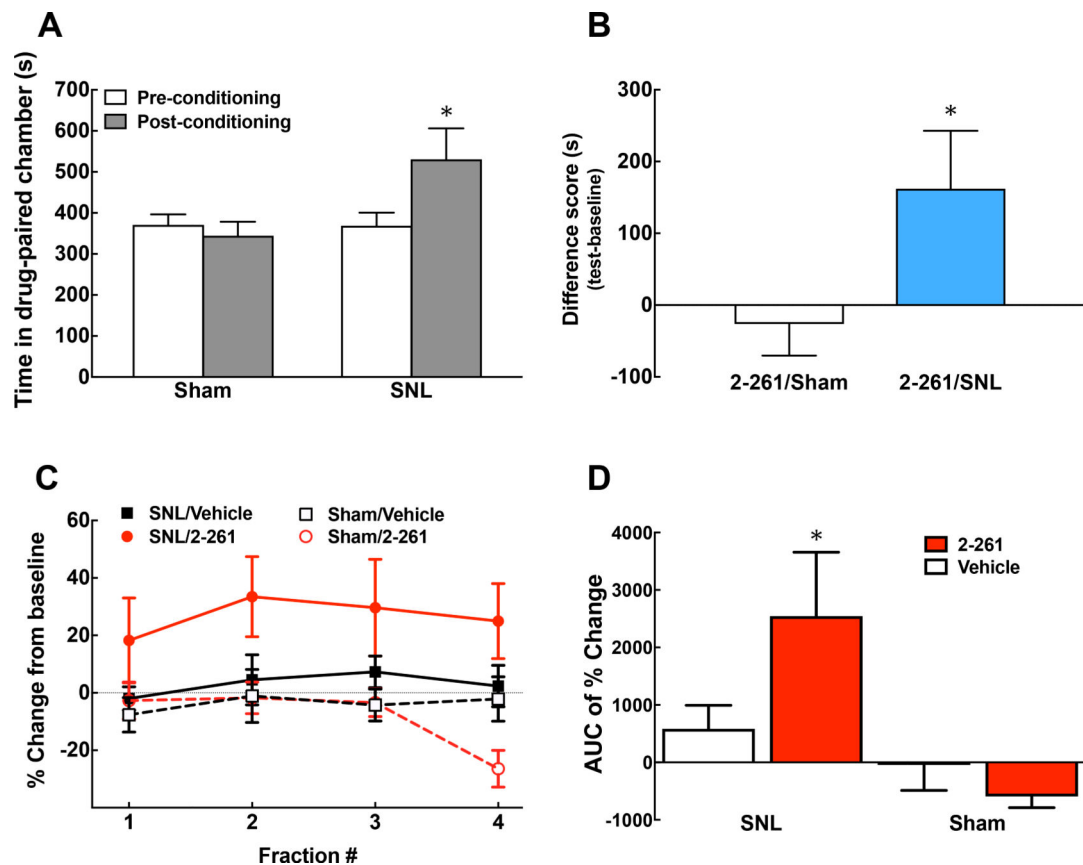 A
Time in drug-paired chamber (s)
700
600
500
400
300
200
100
0
Pre-conditioning
Post-conditioning
*
Sham
SNL
B
Difference score (s)
(test-baseline)
300
200
100
0
-100
*
2-261/Sham
2-261/SNL
C
% Change from baseline
60
40
20
0
-20
SNL/Vehicle
SNL/2-261
Sham/Vehicle
Sham/2-261
1
2
3
4
Fraction #
D
AUC of % Change
4000
3000
2000
1000
0
-1000
*
2-261
Vehicle
SNL
Sham